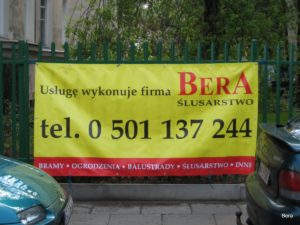 Usługę wykonuje firma BERA
ŚLUSARSTWO
tel. 0 501 137 244
BRAMY • OGRODZENIA • BALUSTRADY • ŚLUSARSTWO • INNE
Bera